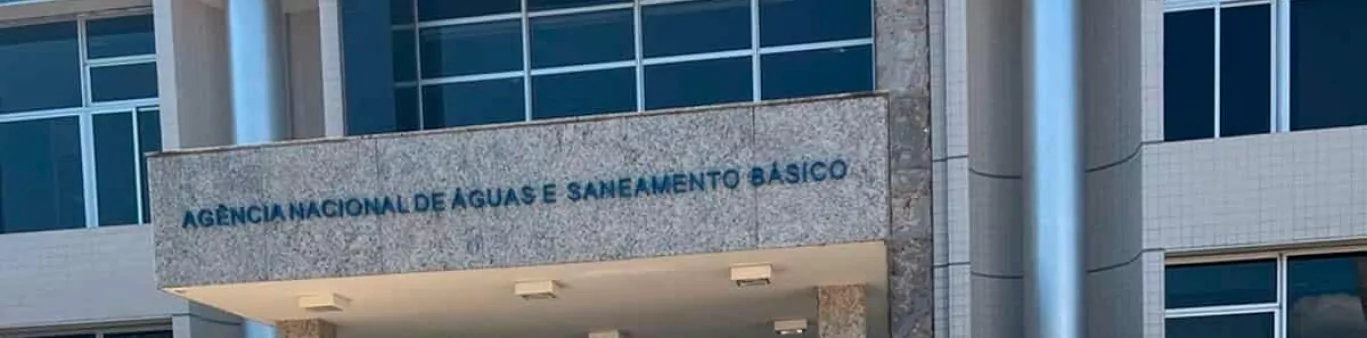 AGÊNCIA NACIONAL DE ÁGUAS E SANEAMENTO BÁSICO